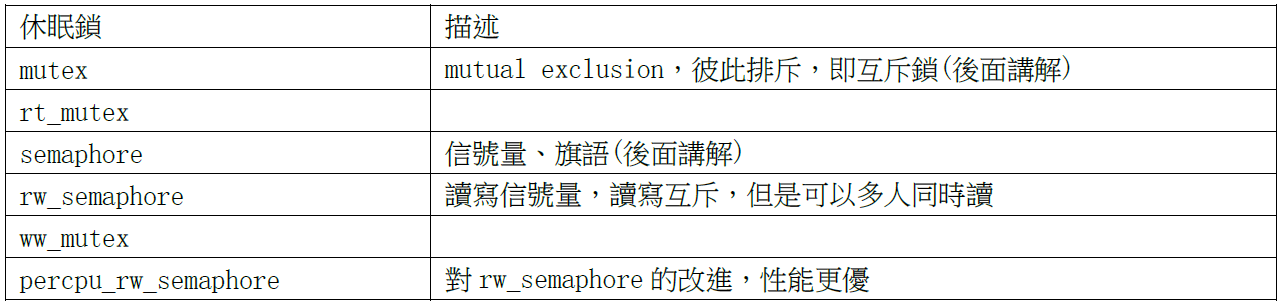 休眠鎖 描述
mutex mutual exclusion，彼此排斥，即互斥鎖(後面講解)
rt_mutex
semaphore 信號量、旗語(後面講解)
rw_semaphore 讀寫信號量，讀寫互斥，但是可以多人同時讀
ww_mutex
percpu_rw_semaphore 對 rw_semaphore 的改進，性能更優